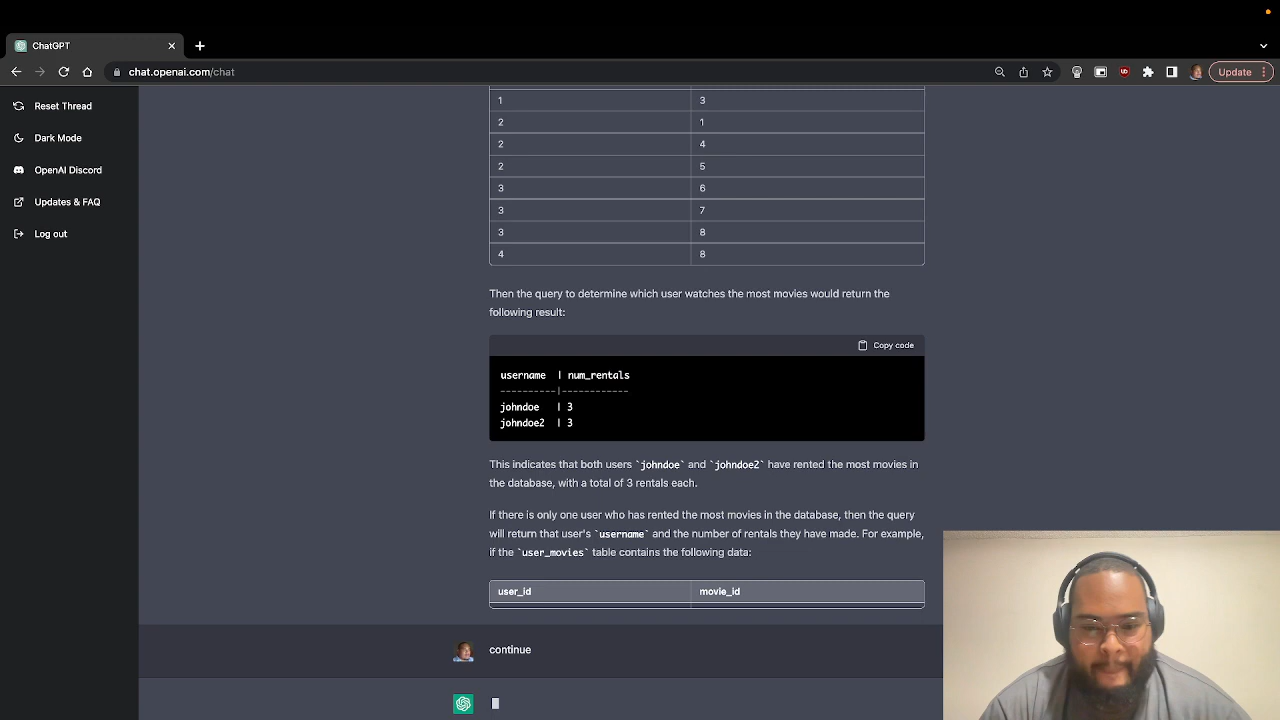 ChatGPT
chat.openai.com/chat
Update
Reset Thread
Dark Mode
OpenAI Discord
Updates & FAQ
Log out
1 3
2 1
2 4
2 5
3 6
3 7
3 8
4 8
Then the query to determine which user watches the most movies would return the
following result:
Copy code
username | num_rentals
----------|------------
johndoe | 3
johndoe2 | 3
This indicates that both users `johndoe` and `johndoe2` have rented the most movies in
the database, with a total of 3 rentals each.
If there is only one user who has rented the most movies in the database, then the query
will return that user's `username` and the number of rentals they have made. For example,
if the `user_movies` table contains the following data:
user_id movie_id
continue